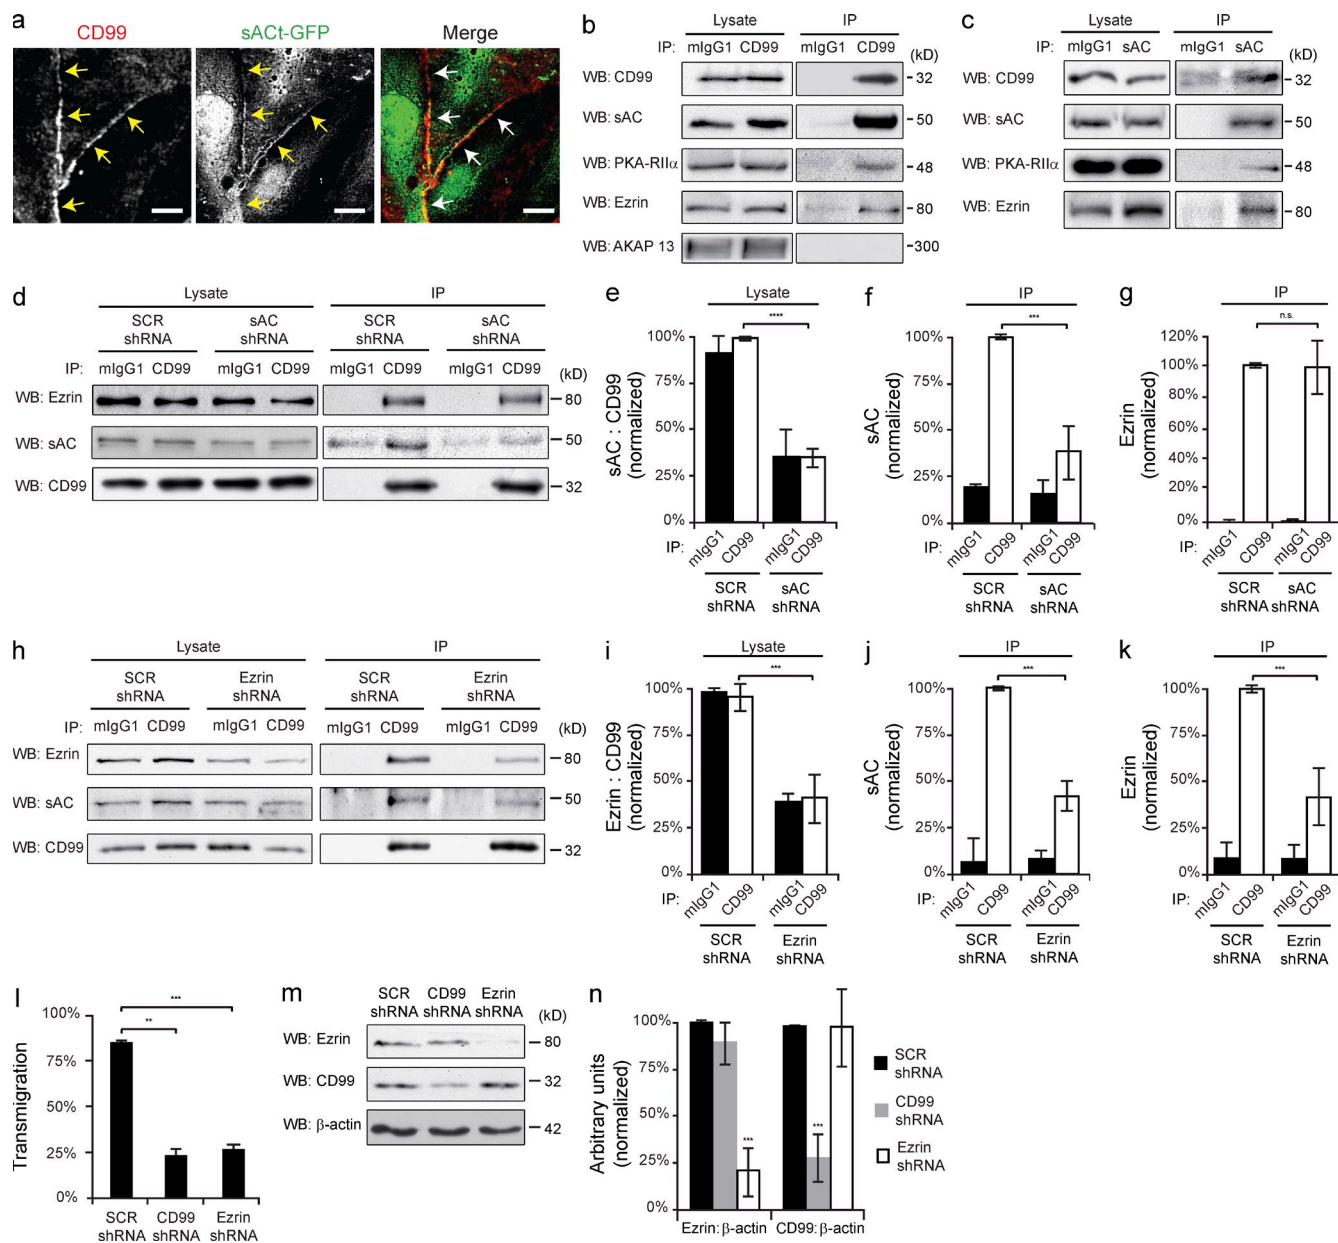 a
CD99
sACt-GFP
Merge
b
Lysate
IP
IP: mIgG1 CD99 mIgG1 CD99 (kD)
WB: CD99 32
WB: sAC 50
WB: PKA-RIIα 48
WB: Ezrin 80
WB: AKAP 13 300
c
Lysate
IP
IP: mIgG1 sAC mIgG1 sAC (kD)
WB: CD99 32
WB: sAC 50
WB: PKA-RIIα 48
WB: Ezrin 80
d
Lysate
IP
SCR shRNA
sAC shRNA
SCR shRNA
sAC shRNA
IP: mIgG1 CD99 mIgG1 CD99 mIgG1 CD99 mIgG1 CD99 (kD)
WB: Ezrin 80
WB: sAC 50
WB: CD99 32
e
Lysate
****
sAC : CD99
(normalized)
100%
75%
50%
25%
0%
IP: mIgG1 CD99 mIgG1 CD99
SCR shRNA
sAC shRNA
f
IP
***
sAC
(normalized)
100%
75%
50%
25%
0%
IP: mIgG1 CD99 mIgG1 CD99
SCR shRNA
sAC shRNA
g
IP
n.s.
Ezrin
(normalized)
120%
100%
80%
60%
40%
20%
0%
IP: mIgG1 CD99 mIgG1 CD99
SCR shRNA
sAC shRNA
h
Lysate
IP
SCR shRNA
Ezrin shRNA
SCR shRNA
Ezrin shRNA
IP: mIgG1 CD99 mIgG1 CD99 mIgG1 CD99 mIgG1 CD99 (kD)
WB: Ezrin 80
WB: sAC 50
WB: CD99 32
i
Lysate
***
Ezrin : CD99
(normalized)
100%
75%
50%
25%
0%
IP: mIgG1 CD99 mIgG1 CD99
SCR shRNA
Ezrin shRNA
j
IP
***
sAC
(normalized)
100%
75%
50%
25%
0%
IP: mIgG1 CD99 mIgG1 CD99
SCR shRNA
Ezrin shRNA
k
IP
***
Ezrin
(normalized)
100%
75%
50%
25%
0%
IP: mIgG1 CD99 mIgG1 CD99
SCR shRNA
Ezrin shRNA
l
***
**
Transmigration
100%
75%
50%
25%
0%
SCR shRNA
CD99 shRNA
Ezrin shRNA
m
SCR shRNA
CD99 shRNA
Ezrin shRNA
(kD)
WB: Ezrin 80
WB: CD99 32
WB: β-actin 42
n
Arbitrary units
(normalized)
100%
75%
50%
25%
0%
***
***
Ezrin: β-actin
CD99: β-actin
SCR shRNA
CD99 shRNA
Ezrin shRNA